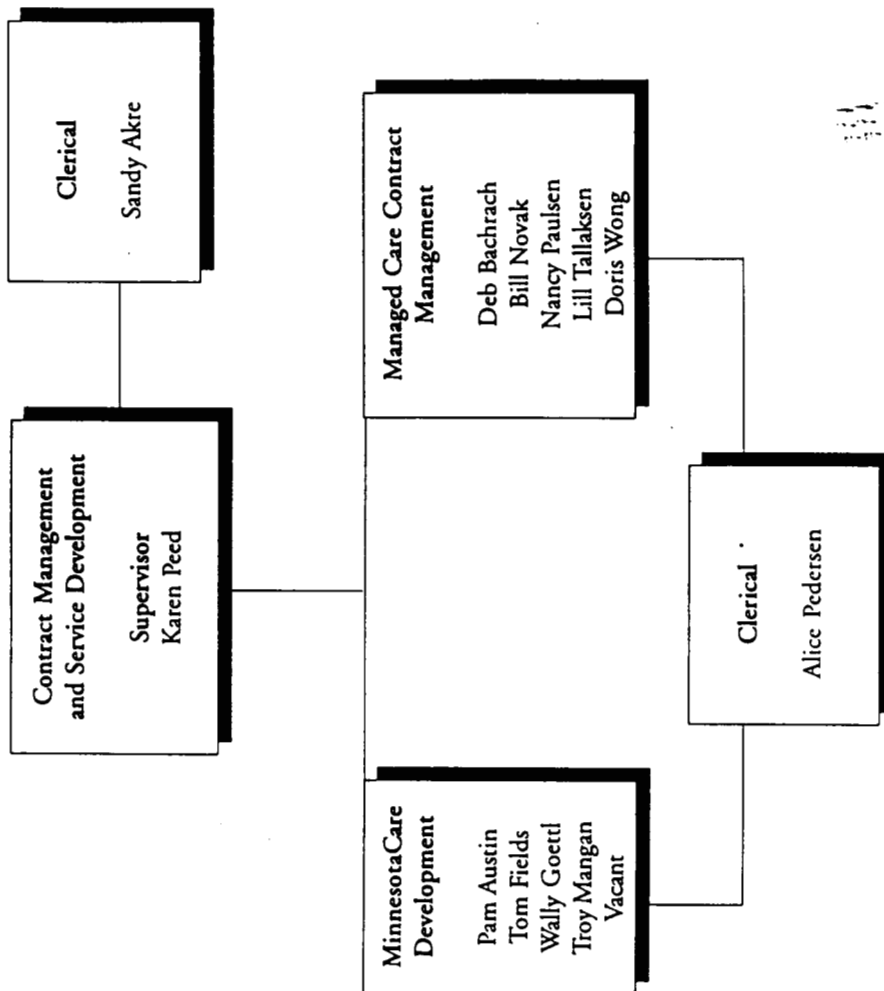 Contract Management
and Service Development
Supervisor
Karen Peed
Clerical
Sandy Akre
MinnesotaCare
Development
Pam Austin
Tom Fields
Wally Goettl
Troy Mangan
Vacant
Managed Care Contract
Management
Deb Bachrach
Bill Novak
Nancy Paulsen
Lill Tallaksen
Doris Wong
Clerical
Alice Pedersen